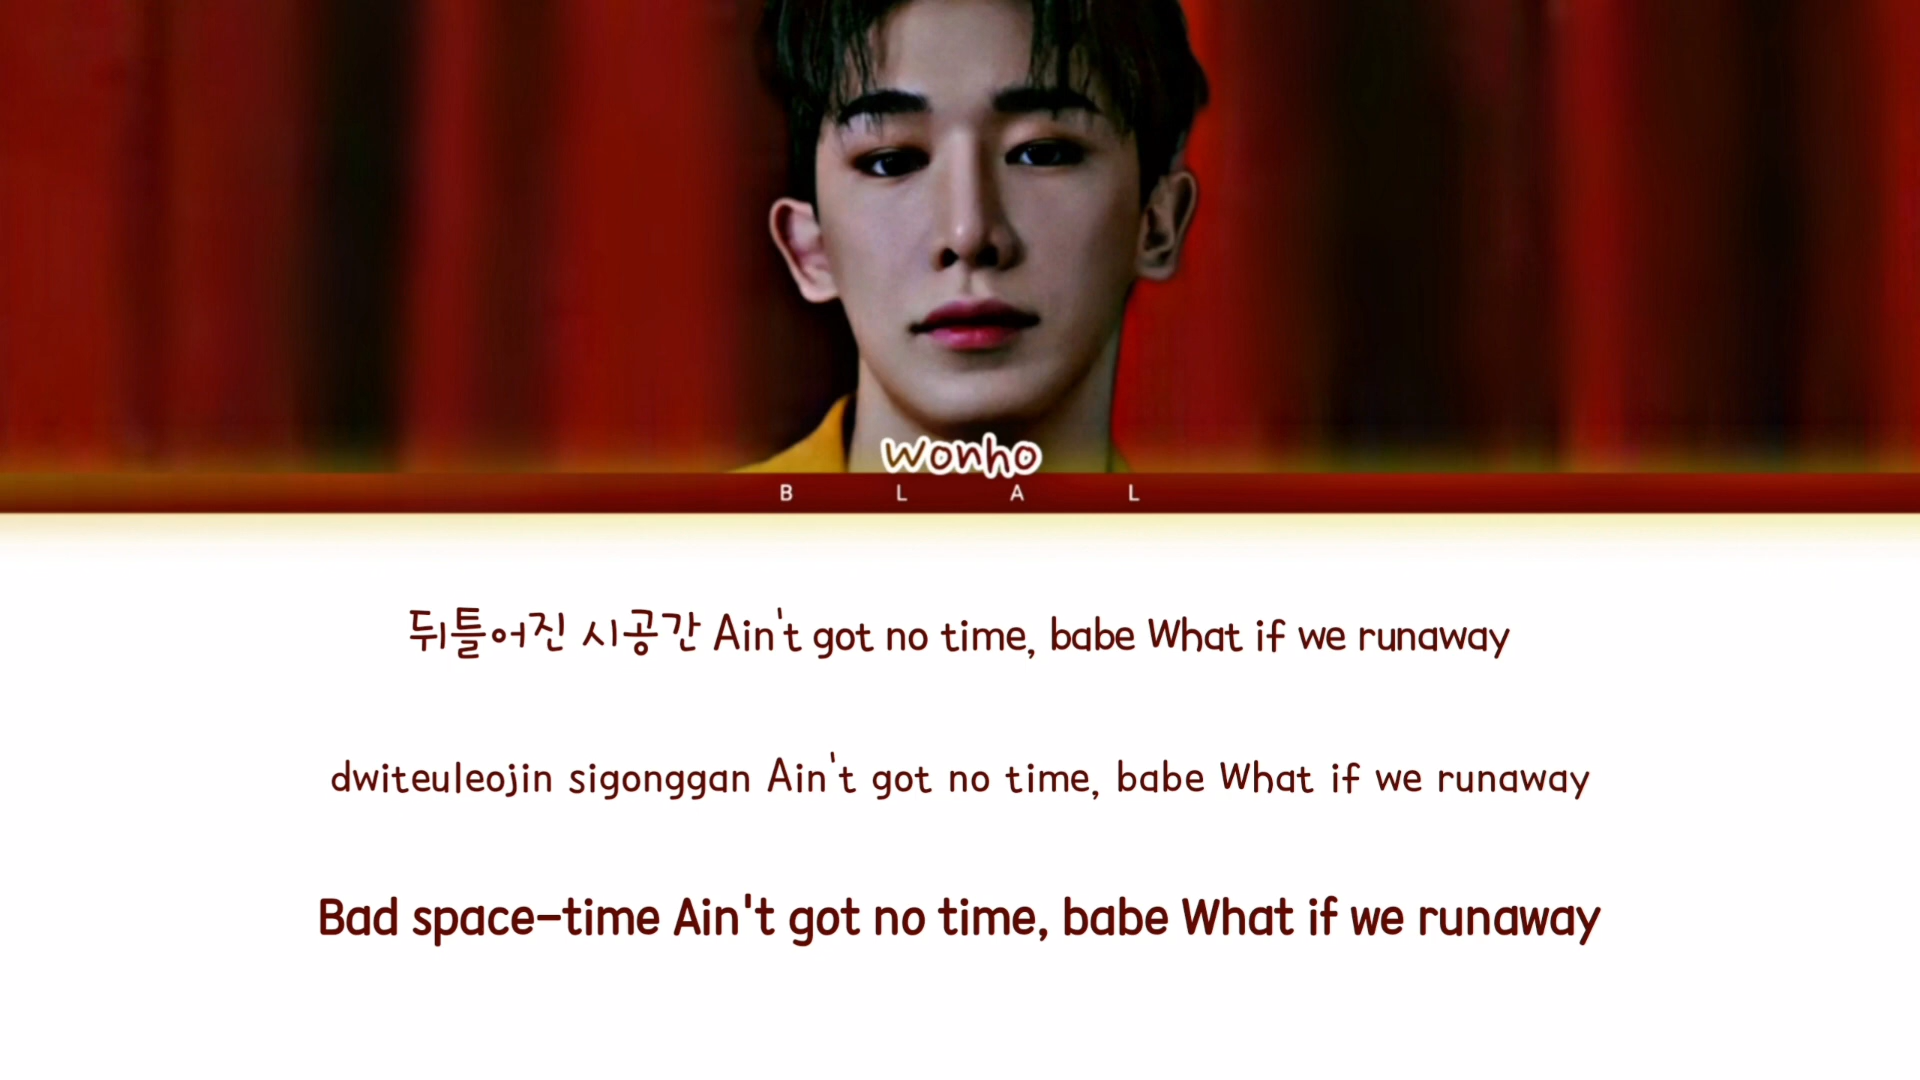 wonho
B L A L
뒤틀어진 시공간 Ain't got no time, babe What if we runaway
dwiteuleojin sigonggan Ain't got no time, babe What if we runaway
Bad space-time Ain't got no time, babe What if we runaway